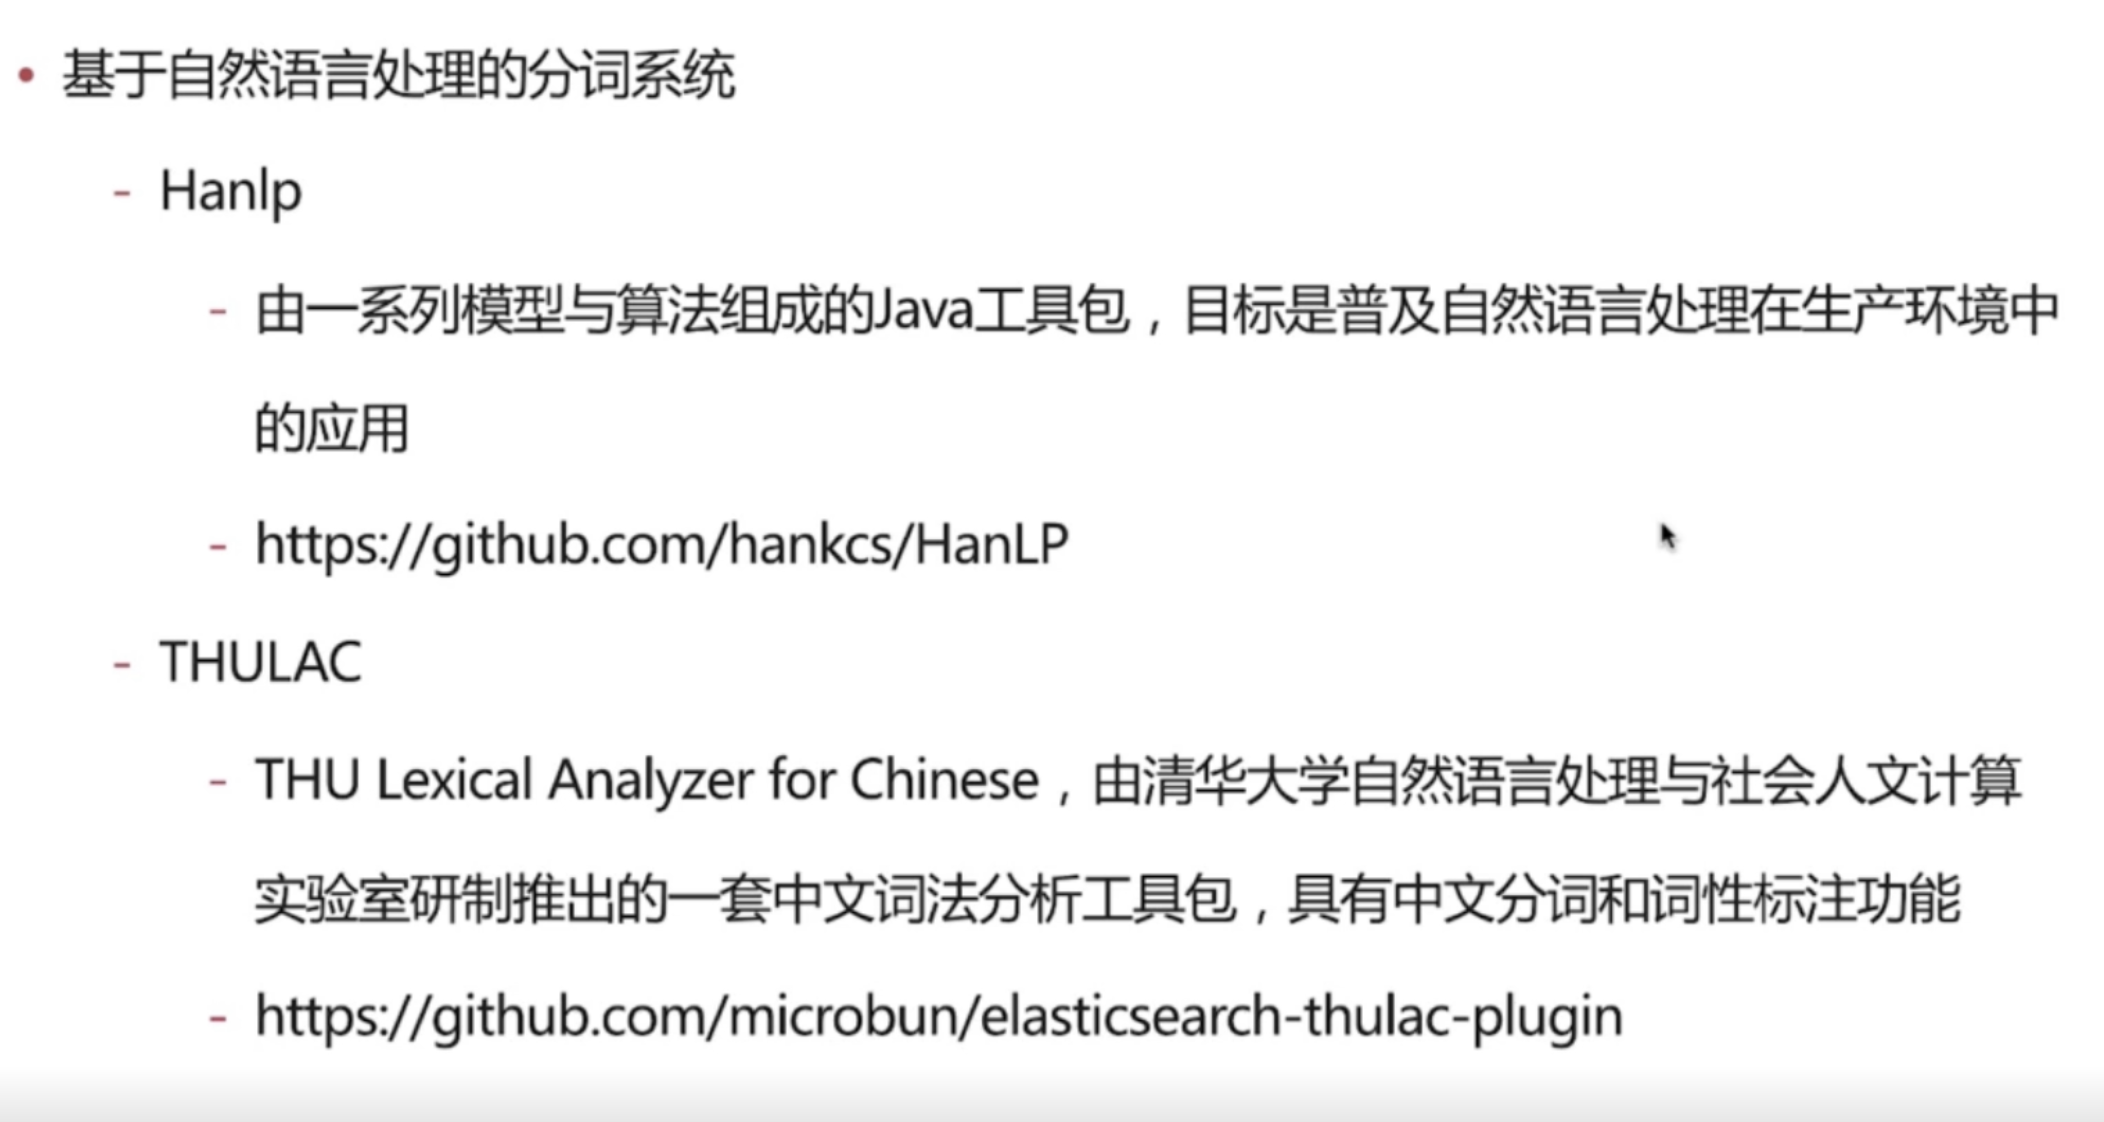 • 基于自然语言处理的分词系统
- Hanlp
- 由一系列模型与算法组成的Java工具包，目标是普及自然语言处理在生产环境中
的应用
- https://github.com/hankcs/HanLP
- THULAC
- THU Lexical Analyzer for Chinese，由清华大学自然语言处理与社会人文计算
实验室研制推出的一套中文词法分析工具包，具有中文分词和词性标注功能
- https://github.com/microbun/elasticsearch-thulac-plugin